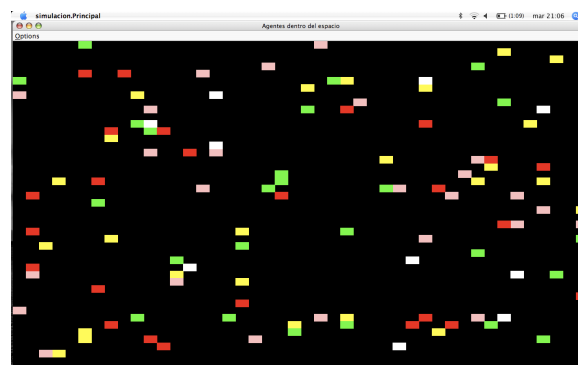 simulacion.Principal (1:09) mar 21:06
Agentes dentro del espacio
Options